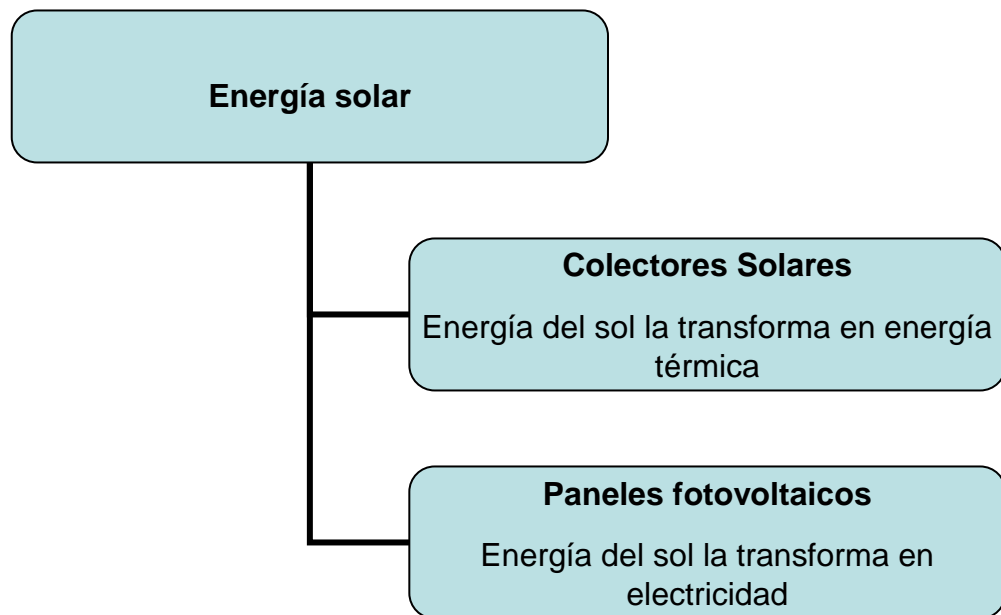 Energía solar
Colectores Solares
Energía del sol la transforma en energía
térmica
Paneles fotovoltaicos
Energía del sol la transforma en
electricidad